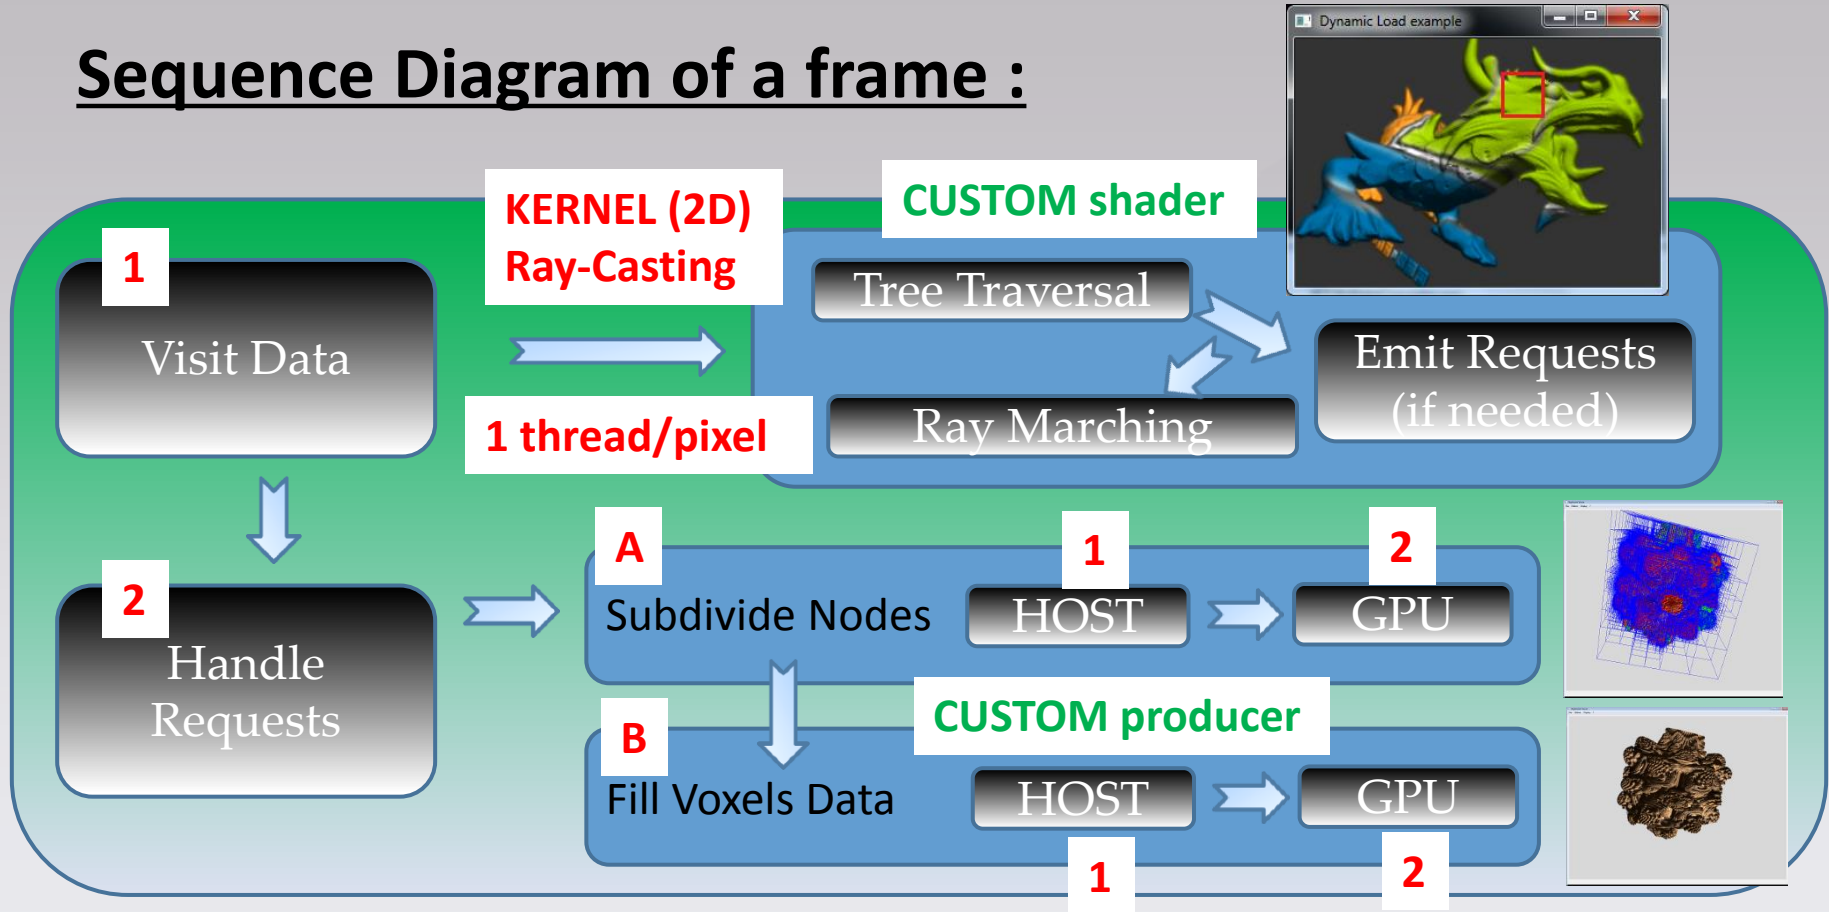 Sequence Diagram of a frame :
Dynamic Load example
KERNEL (2D)
Ray-Casting
CUSTOM shader
1
Visit Data
Tree Traversal
Emit Requests
(if needed)
Ray Marching
1 thread/pixel
2
Handle
Requests
A
Subdivide Nodes
1
HOST
2
GPU
B
Fill Voxels Data
CUSTOM producer
HOST
1
GPU
2